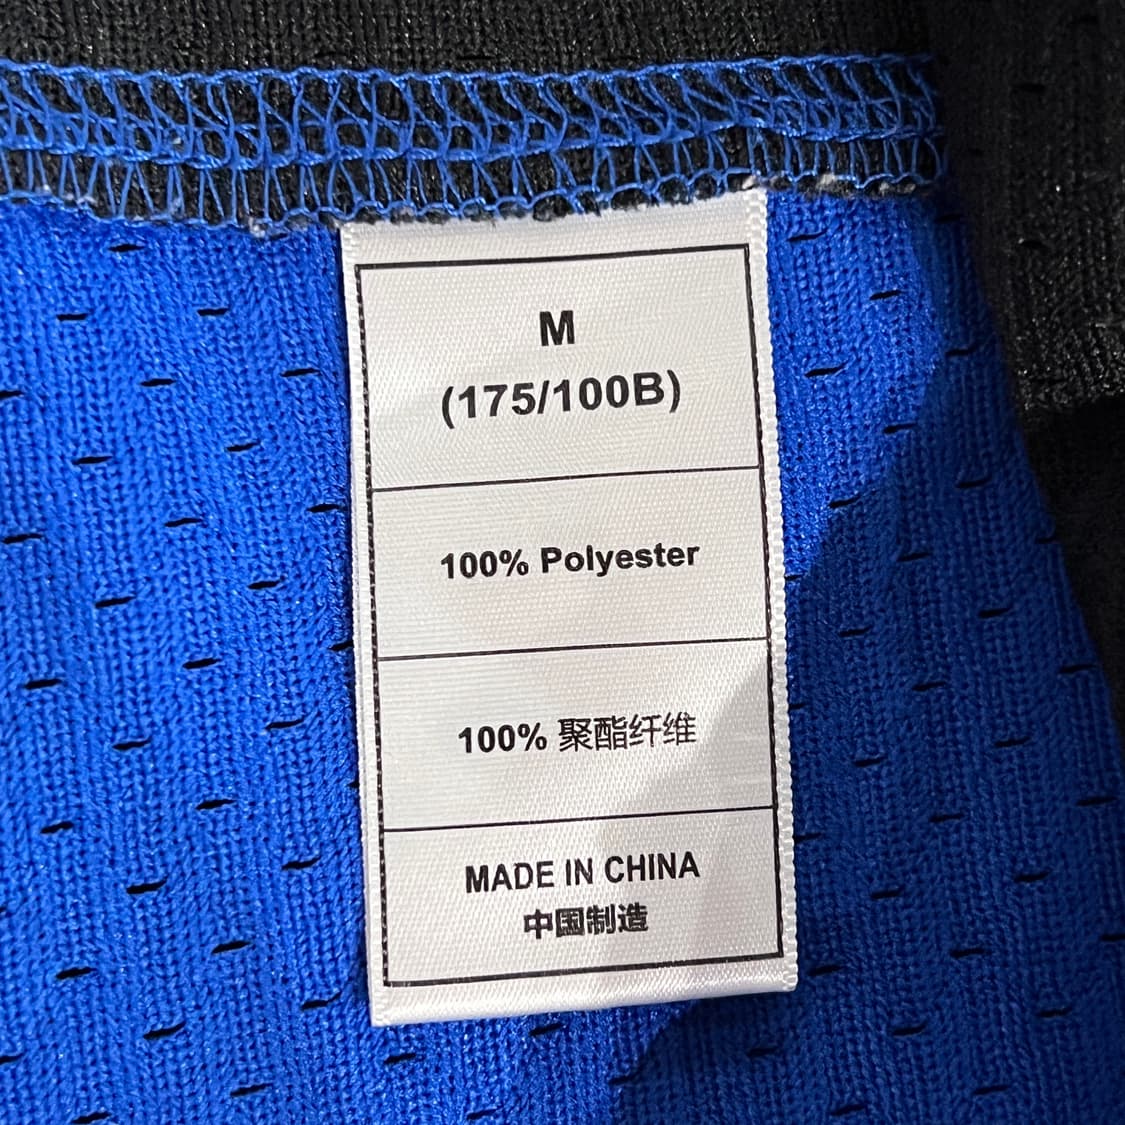 M
(175/100B)
100% Polyester
100% 聚酯纤维
MADE IN CHINA
中国制造